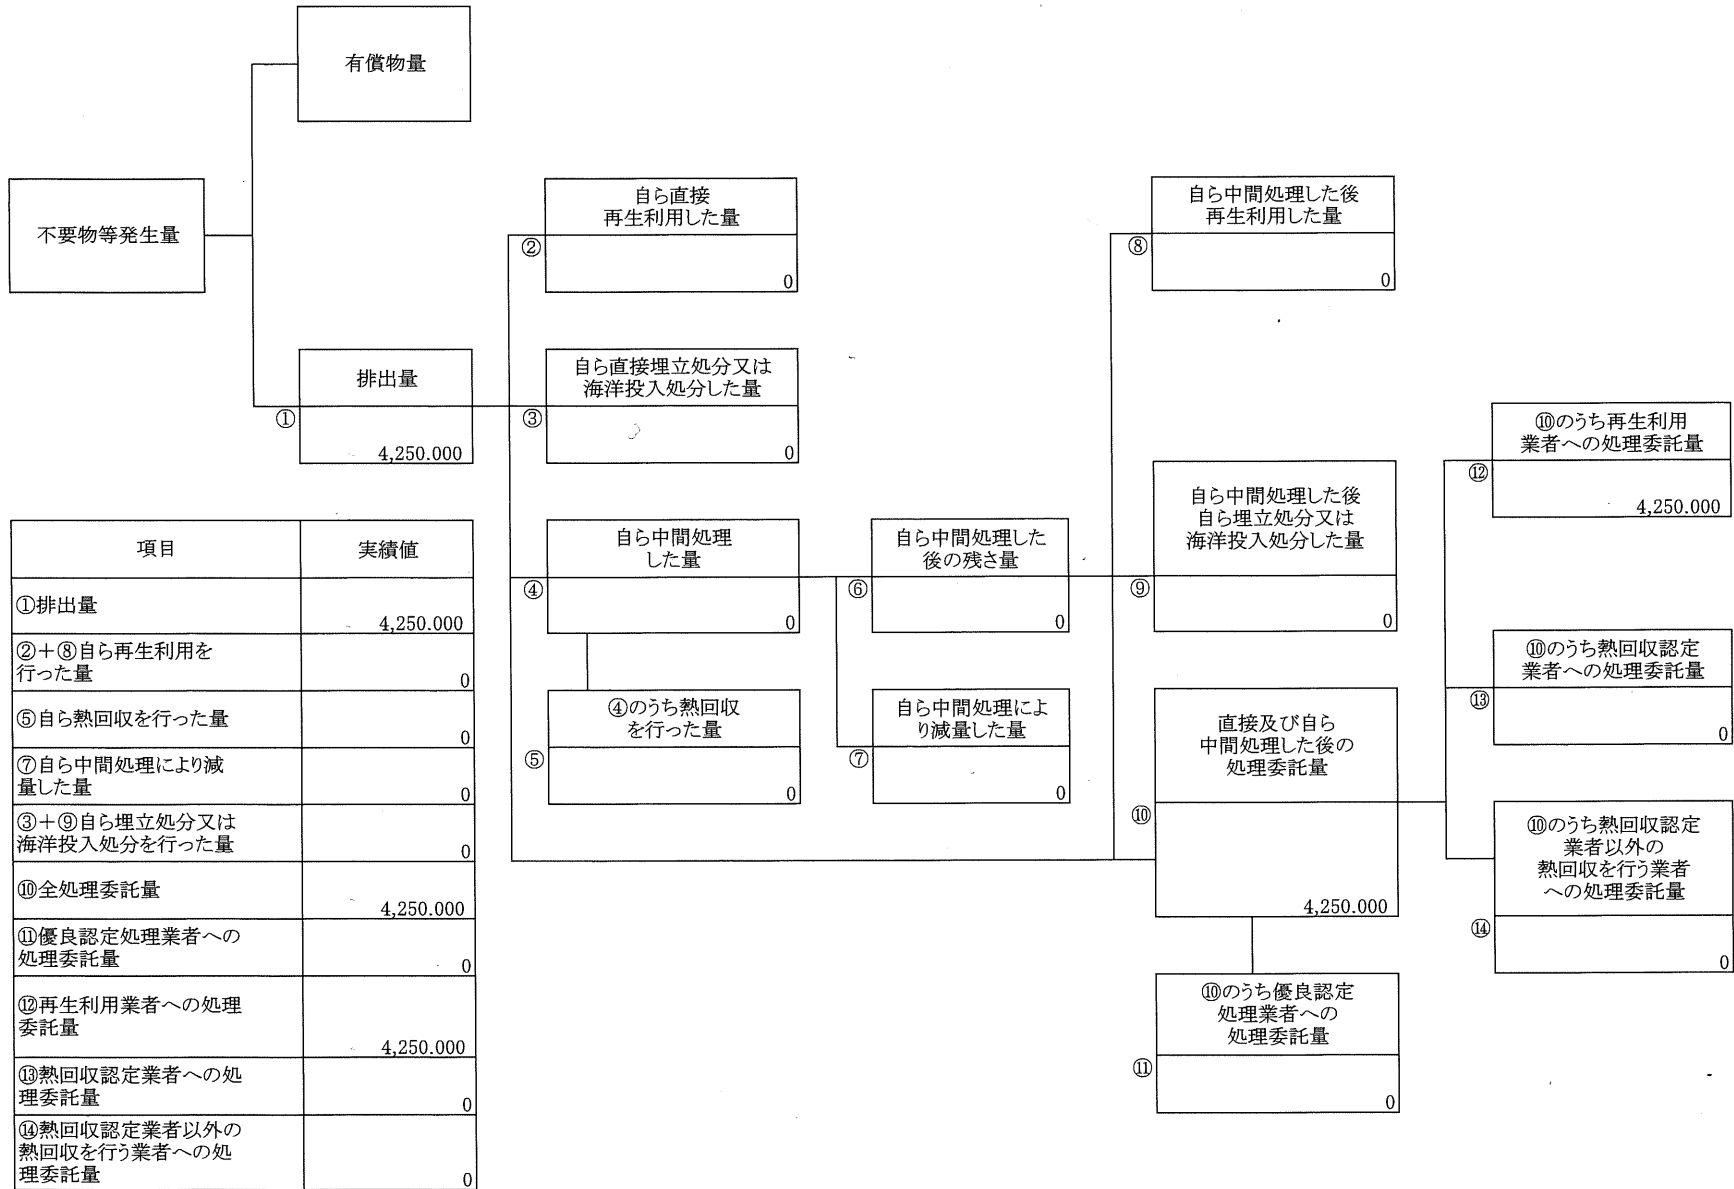 有償物量
不要物等発生量
排出量
①
4,250.000
自ら直接
再生利用した量
②
0
自ら直接埋立処分又は
海洋投入処分した量
③
0
自ら中間処理
した量
④
0
④のうち熱回収
を行った量
⑤
0
自ら中間処理した
後の残さ量
⑥
0
自ら中間処理によ
り減量した量
⑦
0
自ら中間処理した後
再生利用した量
⑧
0
自ら中間処理した後
自ら埋立処分又は
海洋投入処分した量
⑨
0
直接及び自ら
中間処理した後の
処理委託量
⑩
4,250.000
⑩のうち優良認定
処理業者への
処理委託量
⑪
0
⑩のうち再生利用
業者への処理委託量
⑫
4,250.000
⑩のうち熱回収認定
業者への処理委託量
⑬
0
⑩のうち熱回収認定
業者以外の
熱回収を行う業者
への処理委託量
⑭
0
項目 実績値
①排出量
4,250.000
②+⑧自ら再生利用を
行った量
0
⑤自ら熱回収を行った量
0
⑦自ら中間処理により減
量した量
0
③+⑨自ら埋立処分又は
海洋投入処分を行った量
0
⑩全処理委託量
4,250.000
⑪優良認定処理業者への
処理委託量
0
⑫再生利用業者への処理
委託量
4,250.000
⑬熱回収認定業者への処
理委託量
0
⑭熱回収認定業者以外の
熱回収を行う業者への処
理委託量
0